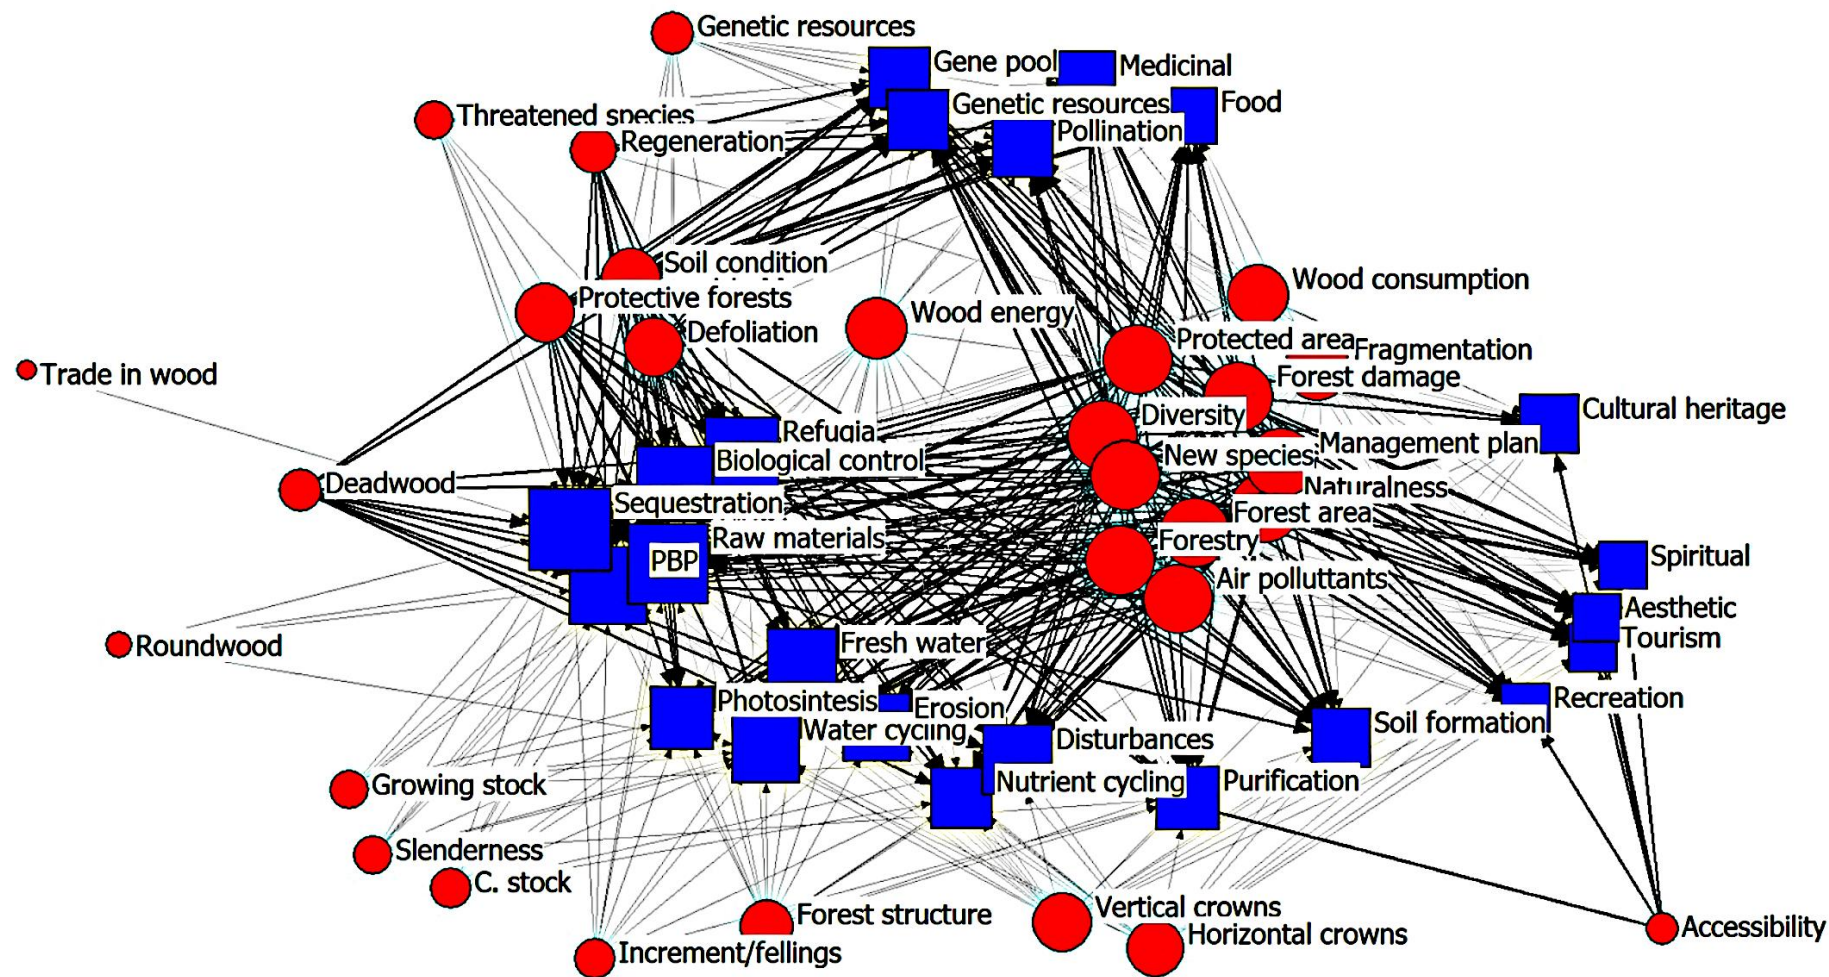 Genetic resources
Gene pool
Medicinal
Genetic resources
Food
Threatened species
Regeneration
Pollination
Soil condition
Wood consumption
Protective forests
Wood energy
Defoliation
Protected area
Fragmentation
Trade in wood
Forest damage
Cultural heritage
Diversity
Refugia
Management plan
Biological control
New species
Deadwood
Naturalness
Sequestration
Forest area
Raw materials
Forestry
PBP
Spiritual
Air polluttants
Aesthetic
Roundwood
Fresh water
Tourism
Photosintesis
Erosion
Recreation
Water cycling
Soil formation
Disturbances
Growing stock
Nutrient cycling
Purification
Slenderness
C. stock
Vertical crowns
Forest structure
Accessibility
Horizontal crowns
Increment/fellings